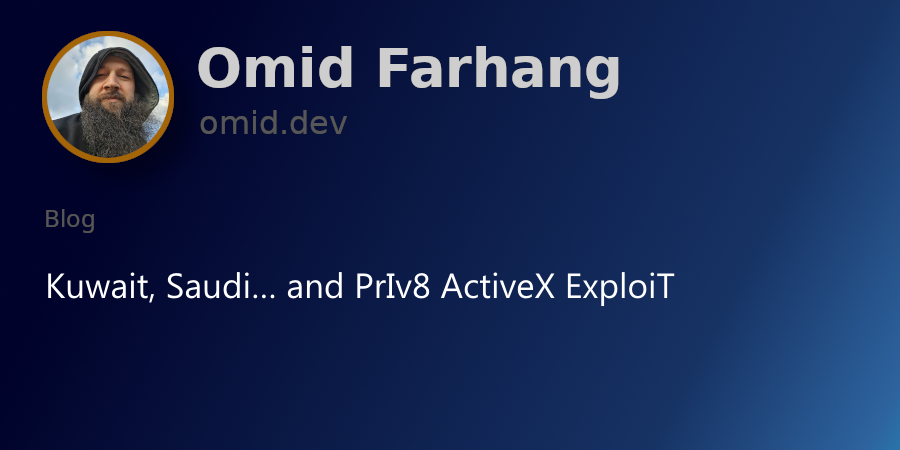 Omid Farhang
omid.dev
Blog
Kuwait, Saudi… and PrIv8 ActiveX ExploiT